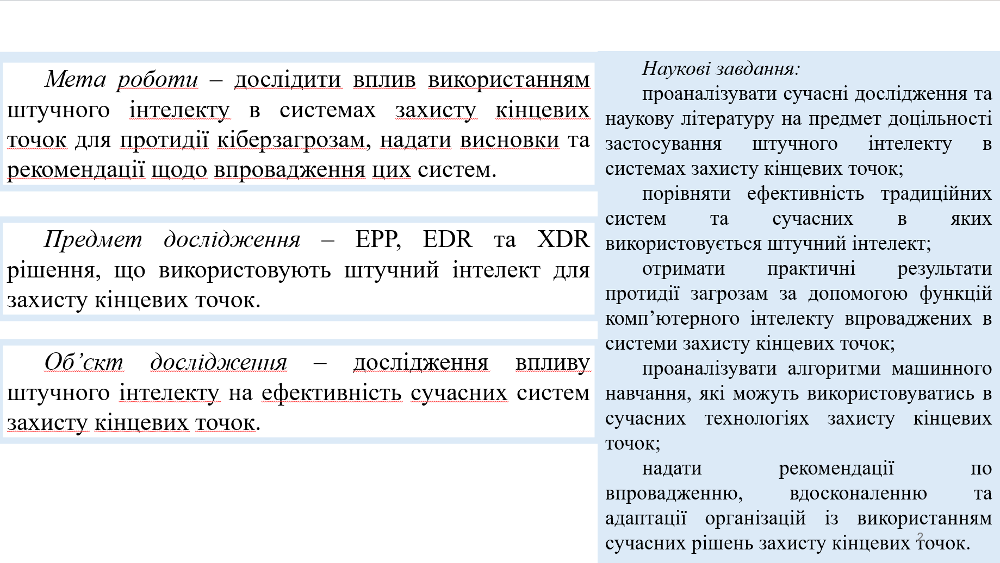 Мета роботи – дослідити вплив використанням
штучного інтелекту в системах захисту кінцевих
точок для протидії кіберзагрозам, надати висновки та
рекомендації щодо впровадження цих систем.
Предмет дослідження – EPP, EDR та XDR
рішення, що використовують штучний інтелект для
захисту кінцевих точок.
Об’єкт дослідження – дослідження впливу
штучного інтелекту на ефективність сучасних систем
захисту кінцевих точок.
Наукові завдання:
проаналізувати сучасні дослідження та
наукову літературу на предмет доцільності
застосування штучного інтелекту в
системах захисту кінцевих точок;
порівняти ефективність традиційних
систем та сучасних в яких
використовується штучний інтелект;
отримати практичні результати
протидії загрозам за допомогою функцій
комп’ютерного інтелекту впроваджених в
системи захисту кінцевих точок;
проаналізувати алгоритми машинного
навчання, які можуть використовуватись в
сучасних технологіях захисту кінцевих
точок;
надати рекомендації по
впровадженню, вдосконаленню та
адаптації організацій із використанням
сучасних рішень захисту кінцевих точок.
2